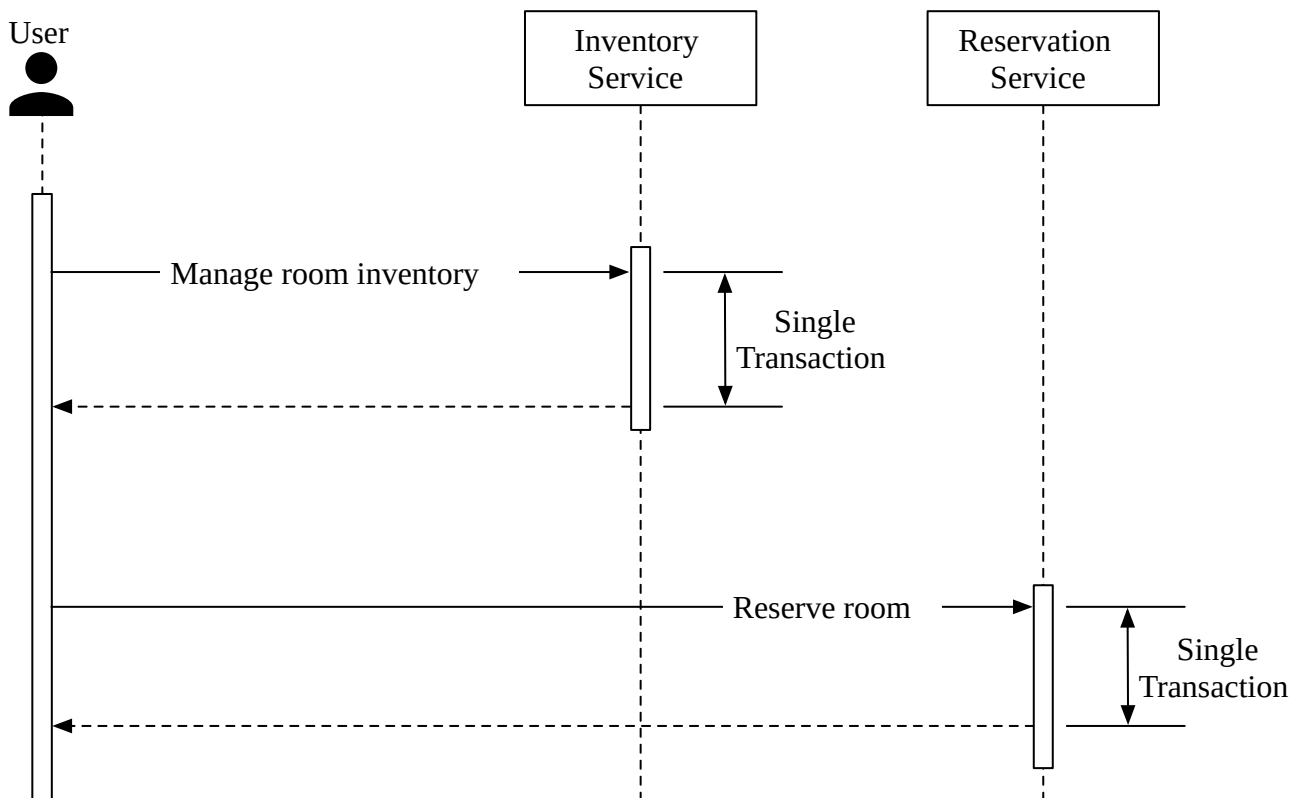 User
Inventory
Service
Reservation
Service
Manage room inventory
Single
Transaction
Reserve room
Single
Transaction